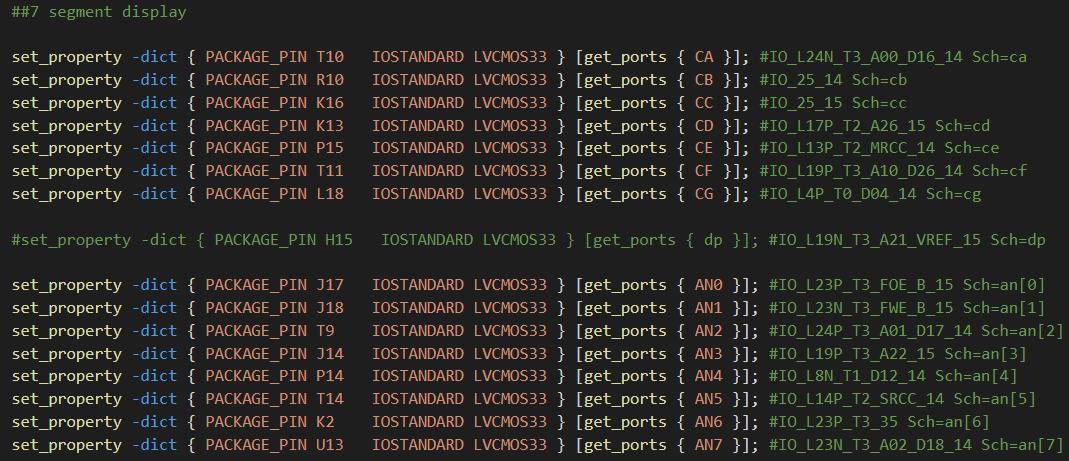 ##7 segment display
set_property -dict { PACKAGE_PIN T10   IOSTANDARD LVCMOS33 } [get_ports { CA }]; #IO_L24N_T3_A00_D16_14 Sch=ca
set_property -dict { PACKAGE_PIN R10   IOSTANDARD LVCMOS33 } [get_ports { CB }]; #IO_25_14 Sch=cb
set_property -dict { PACKAGE_PIN K16   IOSTANDARD LVCMOS33 } [get_ports { CC }]; #IO_25_15 Sch=cc
set_property -dict { PACKAGE_PIN K13   IOSTANDARD LVCMOS33 } [get_ports { CD }]; #IO_L17P_T2_A26_15 Sch=cd
set_property -dict { PACKAGE_PIN P15   IOSTANDARD LVCMOS33 } [get_ports { CE }]; #IO_L13P_T2_MRCC_14 Sch=ce
set_property -dict { PACKAGE_PIN T11   IOSTANDARD LVCMOS33 } [get_ports { CF }]; #IO_L19P_T3_A10_D26_14 Sch=cf
set_property -dict { PACKAGE_PIN L18   IOSTANDARD LVCMOS33 } [get_ports { CG }]; #IO_L4P_T0_D04_14 Sch=cg
#set_property -dict { PACKAGE_PIN H15   IOSTANDARD LVCMOS33 } [get_ports { dp }]; #IO_L19N_T3_A21_VREF_15 Sch=dp
set_property -dict { PACKAGE_PIN J17   IOSTANDARD LVCMOS33 } [get_ports { AN0 }]; #IO_L23P_T3_FOE_B_15 Sch=an[0]
set_property -dict { PACKAGE_PIN J18   IOSTANDARD LVCMOS33 } [get_ports { AN1 }]; #IO_L23N_T3_FWE_B_15 Sch=an[1]
set_property -dict { PACKAGE_PIN T9    IOSTANDARD LVCMOS33 } [get_ports { AN2 }]; #IO_L24P_T3_A01_D17_14 Sch=an[2]
set_property -dict { PACKAGE_PIN J14   IOSTANDARD LVCMOS33 } [get_ports { AN3 }]; #IO_L19P_T3_A22_15 Sch=an[3]
set_property -dict { PACKAGE_PIN P14   IOSTANDARD LVCMOS33 } [get_ports { AN4 }]; #IO_L8N_T1_D12_14 Sch=an[4]
set_property -dict { PACKAGE_PIN T14   IOSTANDARD LVCMOS33 } [get_ports { AN5 }]; #IO_L14P_T2_SRCC_14 Sch=an[5]
set_property -dict { PACKAGE_PIN K2    IOSTANDARD LVCMOS33 } [get_ports { AN6 }]; #IO_L23P_T3_35 Sch=an[6]
set_property -dict { PACKAGE_PIN U13   IOSTANDARD LVCMOS33 } [get_ports { AN7 }]; #IO_L23N_T3_A02_D18_14 Sch=an[7]